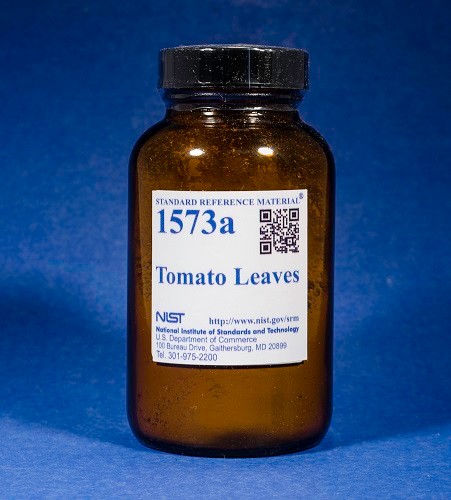 STANDARD REFERENCE MATERIAL®
1573a
Tomato Leaves
NIST http://www.nist.gov/srm
National Institute of Standards and Technology
U.S. Department of Commerce
100 Bureau Drive, Gaithersburg, MD 20899
Tel. 301-975-2200